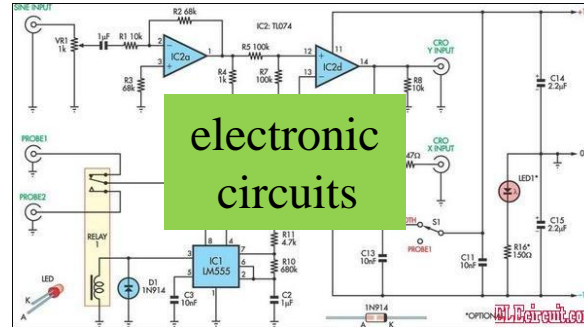 SINE INPUT
VR1
1k
1µF
R1 10k
R2 68k
IC2: TL074
IC2a
R3
68k
R4
1k
R5 100k
R7
100k
IC2d
R8
10k
CRO
Y INPUT
C14
2.2µF
electronic
circuits
PROBE1
PROBE2
RELAY
1
47Ω
CRO
X INPUT
S1
PROBE1
LED1*
R16*
150Ω
C15
2.2µF
C13
10nF
C11
10nF
R11
4.7k
R10
680k
IC1
LM555
D1
1N914
C3
10nF
C2
1µF
LED
K
A
1N914
A
K
ELEcircuit.co